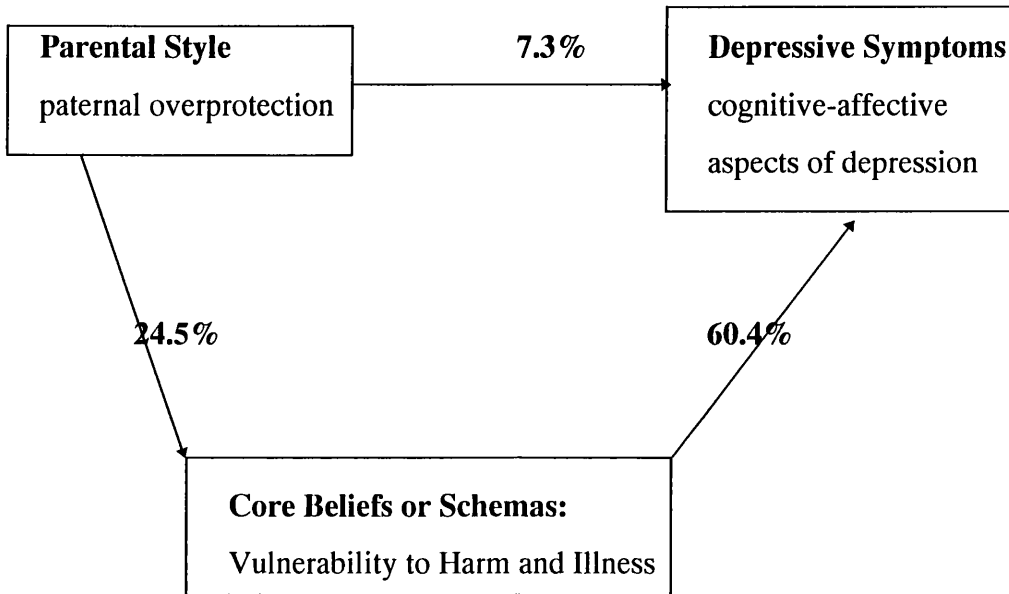 Parental Style
paternal overprotection
7.3%
Depressive Symptoms
cognitive-affective
aspects of depression
24.5%
60.4%
Core Beliefs or Schemas:
Vulnerability to Harm and Illness